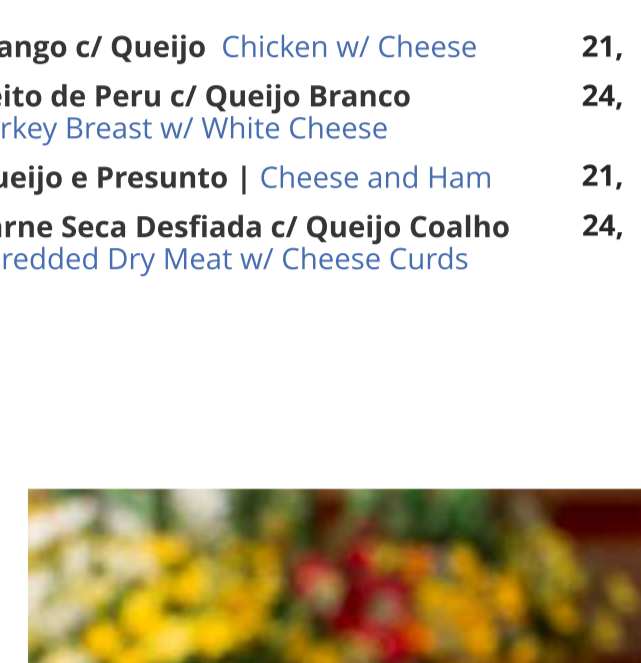 ango c/ Queijo Chicken w/ Cheese 21,
eito de Peru c/ Queijo Branco 24,
rkey Breast w/ White Cheese
ueijo e Presunto | Cheese and Ham 21,
arne Seca Desfiada c/ Queijo Coalho 24,
redded Dry Meat w/ Cheese Curds